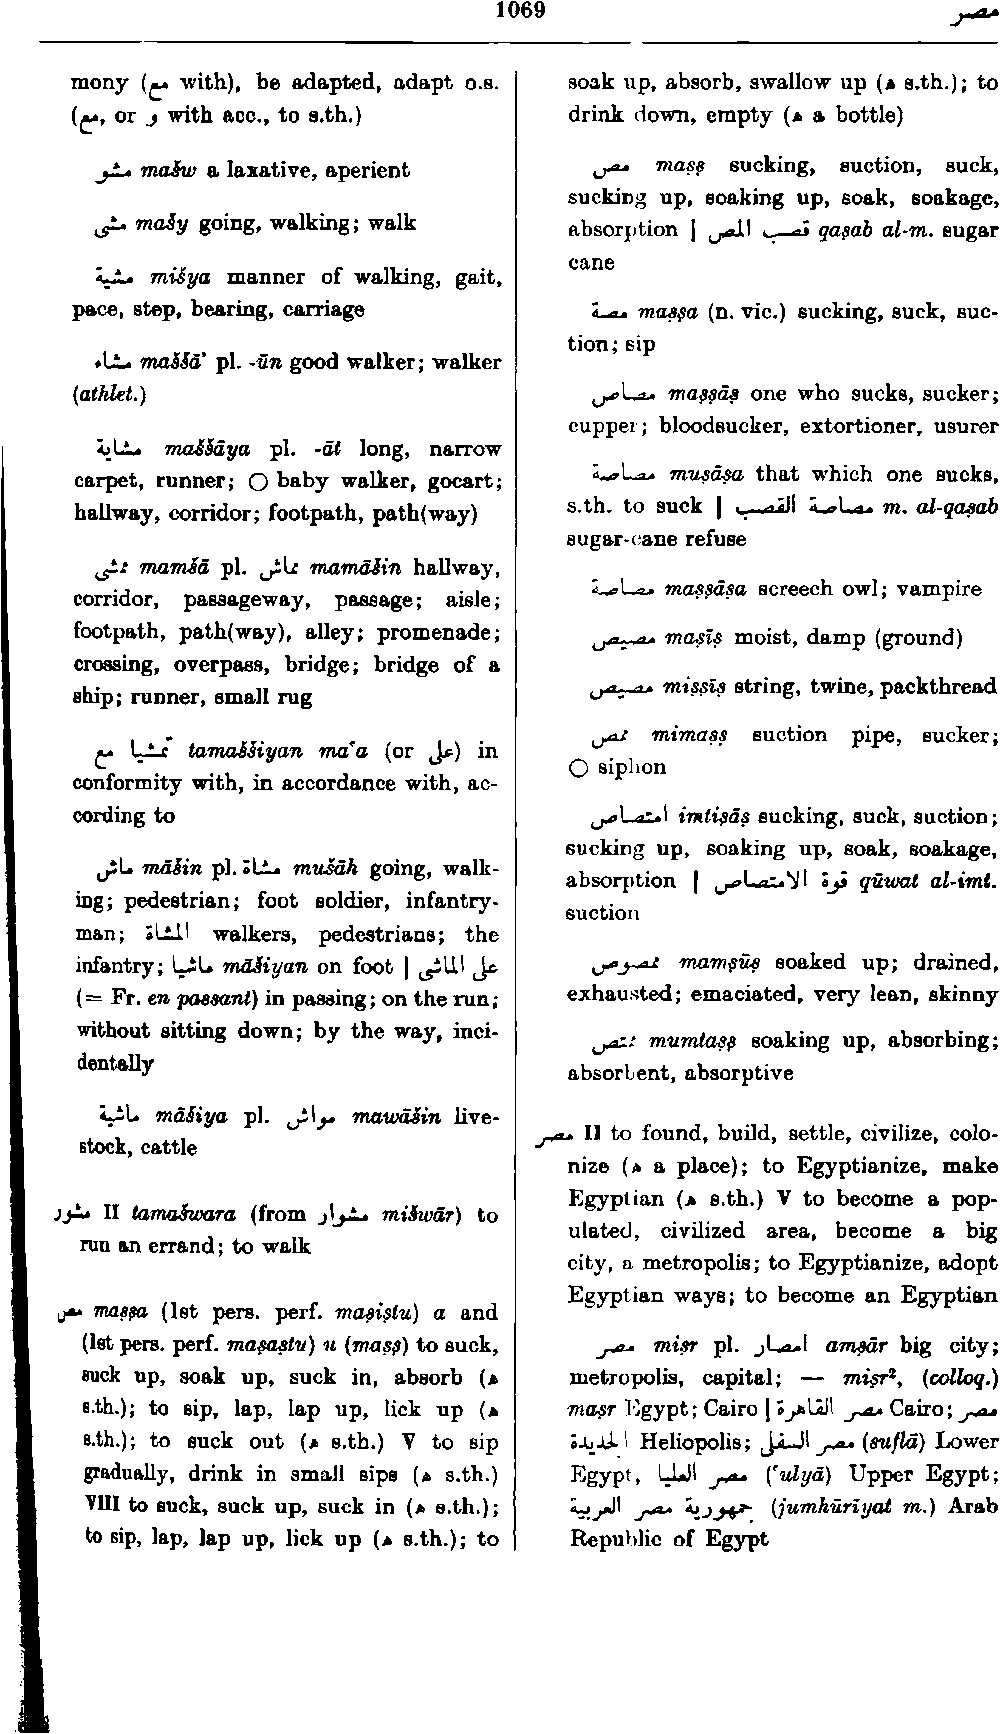 1069
مصر
mony (مع with), be adapted, adapt o.s.
(مع, or و with acc., to s.th.)
مشو mašw a laxative, aperient
مشى mašy going, walking; walk
مشية mišya manner of walking, gait,
pace, step, bearing, carriage
مشاء maššā' pl. -ūn good walker; walker
(athlet.)
مشاية maššāya pl. -āt long, narrow
carpet, runner; ○ baby walker, gocart;
hallway, corridor; footpath, path(way)
ممشى mamšā pl. مماش mamāšin hallway,
corridor, passageway, passage; aisle;
footpath, path(way), alley; promenade;
crossing, overpass, bridge; bridge of a
ship; runner, small rug
تمشيا مع tamaššiyan ma'a (or على) in
conformity with, in accordance with, ac-
cording to
ماش māšin pl. مشاة mušāh going, walk-
ing; pedestrian; foot soldier, infantry-
man; المشاة walkers, pedestrians; the
infantry; ماشيا māšiyan on foot | على الماشى
(= Fr. en passant) in passing; on the run;
without sitting down; by the way, inci-
dentally
ماشية māšiya pl. مواش mawāšin live-
stock, cattle
مشور II tamašwara (from مشوار mišwār) to
run an errand; to walk
مص maṣṣa (1st pers. perf. maṣiṣtu) a and
(1st pers. perf. maṣaṣtu) u (maṣṣ) to suck,
suck up, soak up, suck in, absorb (ه
s.th.); to sip, lap, lap up, lick up (ه
s.th.); to suck out (ه s.th.) V to sip
gradually, drink in small sips (ه s.th.)
VIII to suck, suck up, suck in (ه s.th.);
to sip, lap, lap up, lick up (ه s.th.); to
soak up, absorb, swallow up (ه s.th.); to
drink down, empty (ه a bottle)
مص maṣṣ sucking, suction, suck,
sucking up, soaking up, soak, soakage,
absorption | قصب المص qaṣab al-m. sugar
cane
مصة maṣṣa (n. vic.) sucking, suck, suc-
tion; sip
مصاص maṣṣāṣ one who sucks, sucker;
cupper; bloodsucker, extortioner, usurer
مصاصة muṣāṣa that which one sucks,
s.th. to suck | مصاصة القصب m. al-qaṣab
sugar-cane refuse
مصاصة maṣṣāṣa screech owl; vampire
مصيص maṣīṣ moist, damp (ground)
مصيص miṣṣīṣ string, twine, packthread
ممص mimaṣṣ suction pipe, sucker;
○ siphon
امتصاص imtiṣāṣ sucking, suck, suction;
sucking up, soaking up, soak, soakage,
absorption | قوة الامتصاص qūwat al-imt.
suction
ممصوص mamṣūṣ soaked up; drained,
exhausted; emaciated, very lean, skinny
ممتص mumtaṣṣ soaking up, absorbing;
absorbent, absorptive
مصر II to found, build, settle, civilize, colo-
nize (ه a place); to Egyptianize, make
Egyptian (ه s.th.) V to become a pop-
ulated, civilized area, become a big
city, a metropolis; to Egyptianize, adopt
Egyptian ways; to become an Egyptian
مصر miṣr pl. امصار amṣār big city;
metropolis, capital; — miṣr², (colloq.)
maṣr Egypt; Cairo | مصر القاهرة Cairo; مصر
الجديدة Heliopolis; مصر السفلى (suflā) Lower
Egypt, مصر العليا ('ulyā) Upper Egypt;
جمهورية مصر العربية (jumhūrīyat m.) Arab
Republic of Egypt